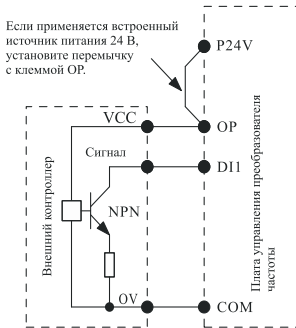 Если применяется встроенный
источник питания 24 В,
установите перемычку
с клеммой OP.
P24V
VCC
OP
Сигнал
DI1
NPN
Внешний контроллер
Плата управления преобразователя
частоты
0V
COM